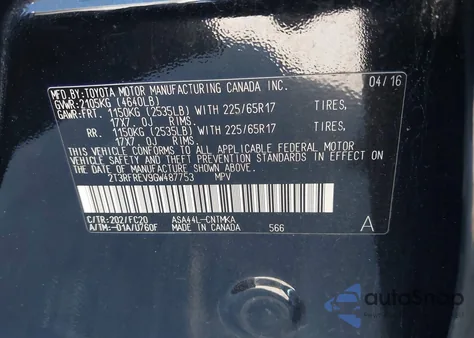 MFD.BY:TOYOTA MOTOR MANUFACTURING CANADA INC. 04/16
GVWR:2105KG (4640LB)
GAWR:FRT. 1150KG (2535LB) WITH 225/65R17 TIRES,
17X7.0J RIMS.
RR. 1150KG (2535LB) WITH 225/65R17 TIRES,
17X7.0J RIMS.
THIS VEHICLE CONFORMS TO ALL APPLICABLE FEDERAL MOTOR
VEHICLE SAFETY AND THEFT PREVENTION STANDARDS IN EFFECT ON
THE DATE OF MANUFACTURE SHOWN ABOVE.
2T3RFREV9GW487753 MPV
C/TR:202/FC20 ASA44L-CNTMKA A
A/TM:-01A/U760F MADE IN CANADA 566
autoSnap